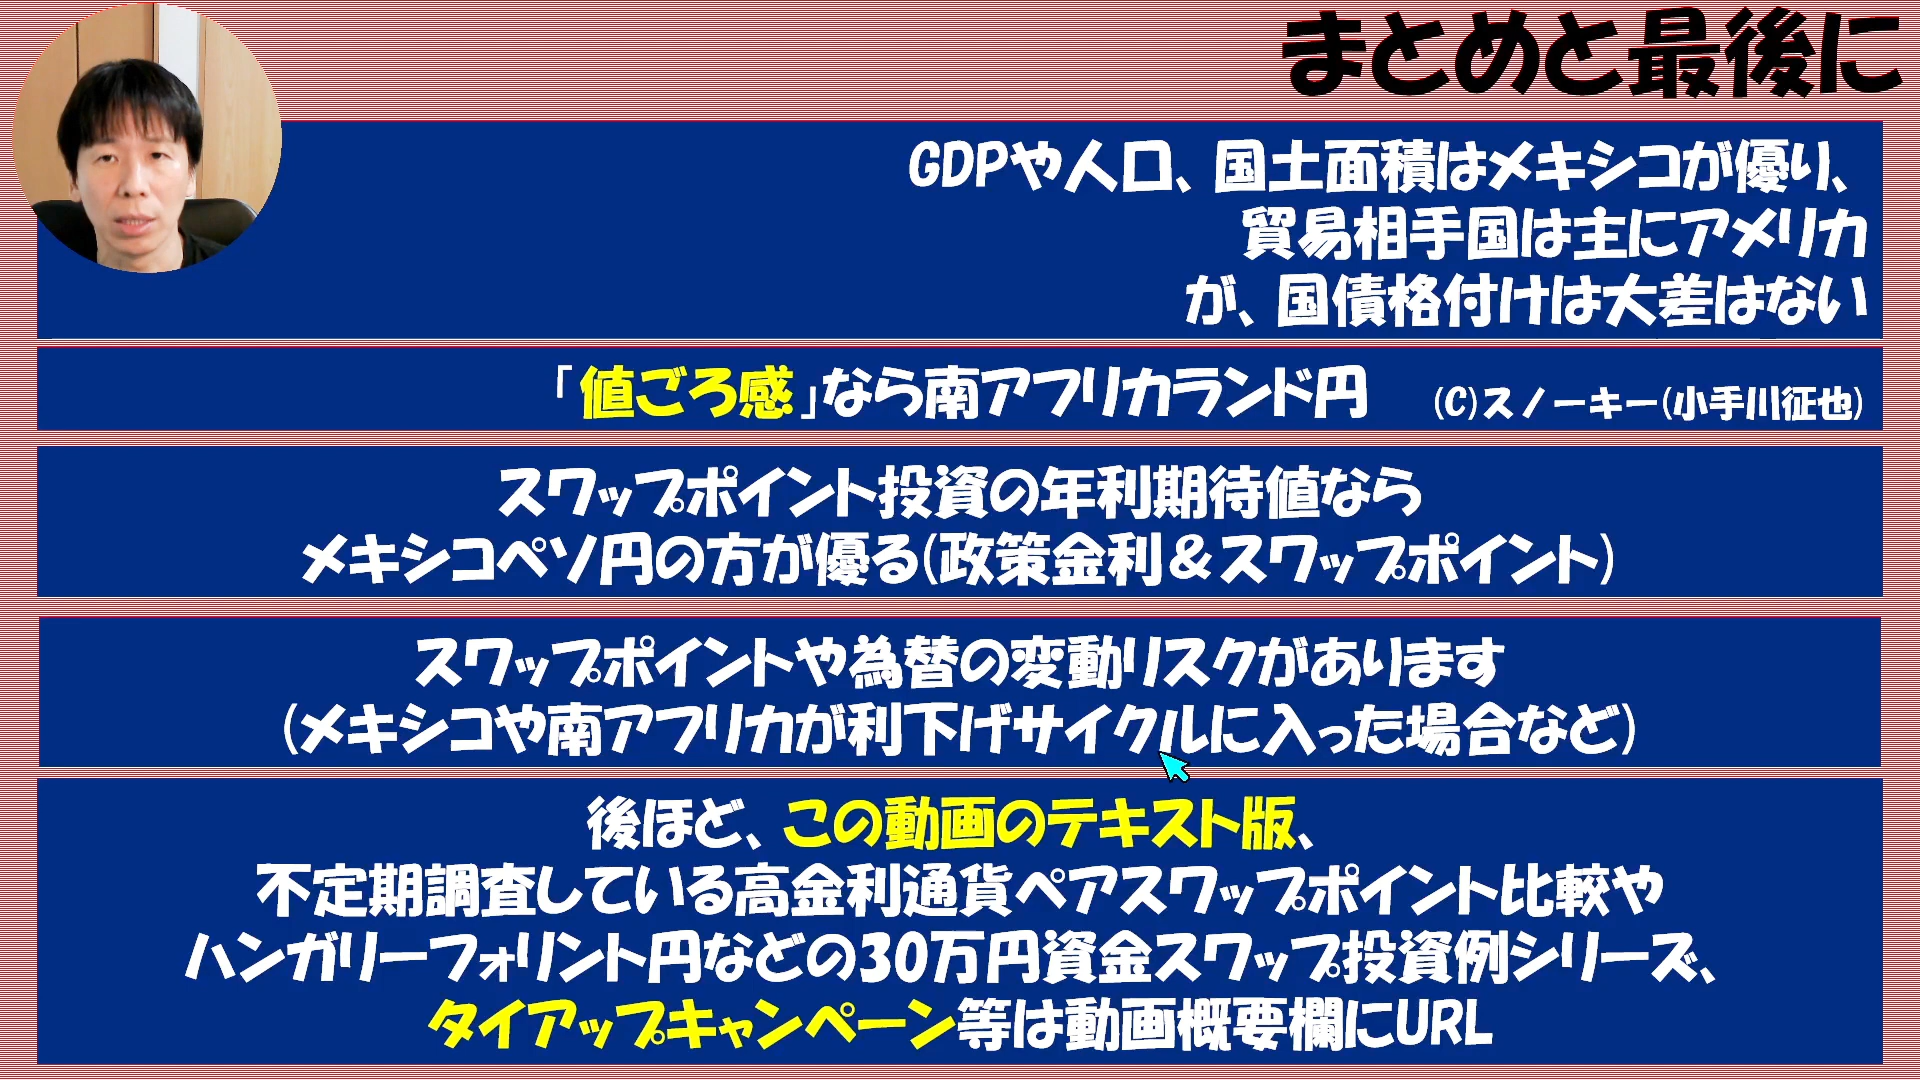 まとめと最後に
GDPや人口、国土面積はメキシコが優り、
貿易相手国は主にアメリカ
が、国債格付けは大差はない
「値ごろ感」なら南アフリカランド円 (C)スノーキー(小手川征也)
スワップポイント投資の年利期待値なら
メキシコペソ円の方が優る(政策金利&スワップポイント)
スワップポイントや為替の変動リスクがあります
(メキシコや南アフリカが利下げサイクルに入った場合など)
後ほど、この動画のテキスト版、
不定期調査している高金利通貨ペアスワップポイント比較や
ハンガリーフォリント円などの30万円資金スワップ投資例シリーズ、
タイアップキャンペーン等は動画概要欄にURL